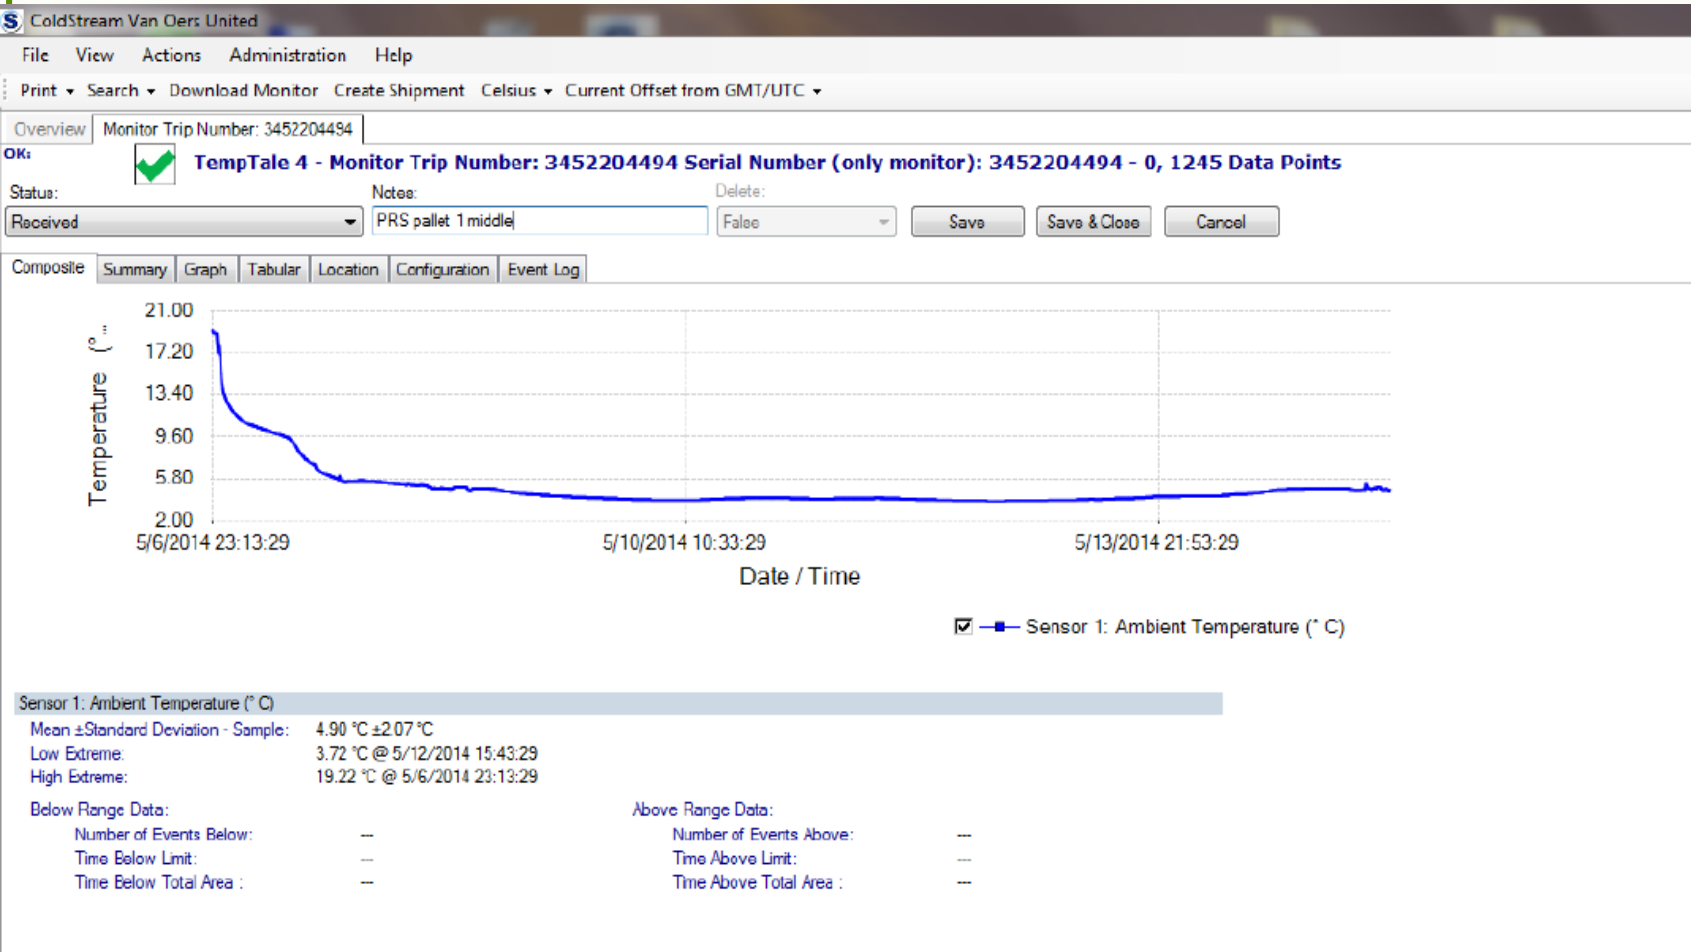 ColdStream Van Oers United
File View Actions Administration Help
Print Search Download Monitor Create Shipment Celsius Current Offset from GMT/UTC
Overview Monitor Trip Number: 3452204494
OK: TempTale 4 - Monitor Trip Number: 3452204494 Serial Number (only monitor): 3452204494 - 0, 1245 Data Points
Status: Notes: Delete:
Received PRS pallet 1 middle False Save Save & Close Cancel
Composite Summary Graph Tabular Location Configuration Event Log
21.00
17.20
13.40
9.60
5.80
2.00
Temperature (°...
5/6/2014 23:13:29 5/10/2014 10:33:29 5/13/2014 21:53:29
Date / Time
Sensor 1: Ambient Temperature (° C)
Sensor 1: Ambient Temperature (° C)
Mean ±Standard Deviation - Sample: 4.90 °C ±2.07 °C
Low Extreme: 3.72 °C @ 5/12/2014 15:43:29
High Extreme: 19.22 °C @ 5/6/2014 23:13:29
Below Range Data: Above Range Data:
Number of Events Below: --- Number of Events Above: ---
Time Below Limit: --- Time Above Limit: ---
Time Below Total Area : --- Time Above Total Area : ---